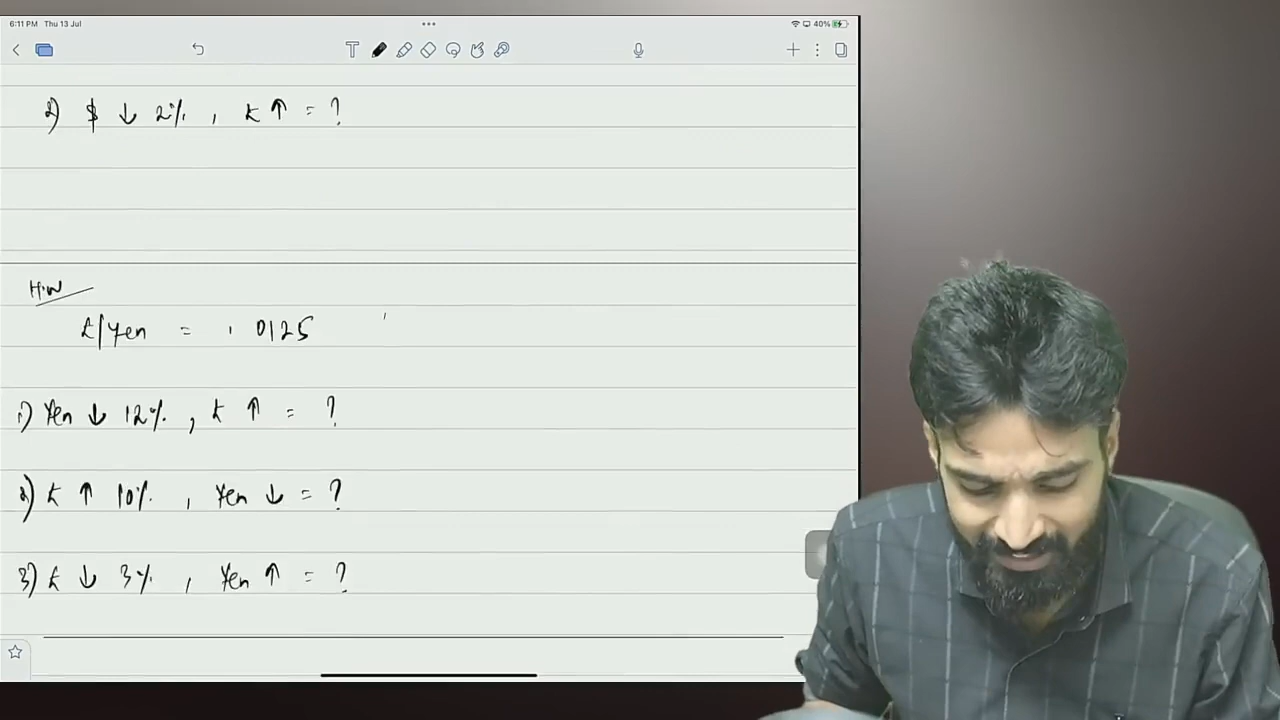 6:11 PM Thu 13 Jul
40%
2) $ ↓ 2%, £ ↑ = ?
H.W
£/Yen = .0125
1) Yen ↓ 12%, £ ↑ = ?
2) £ ↑ 10%, Yen ↓ = ?
3) £ ↓ 3%, Yen ↑ = ?